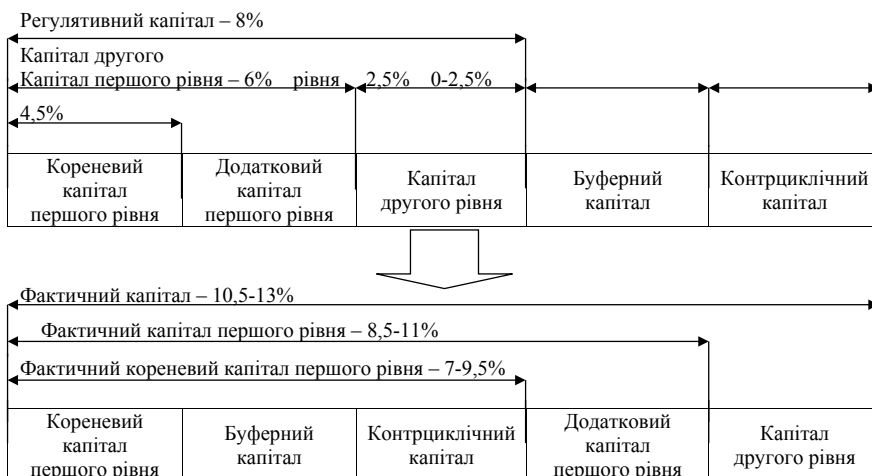 Регулятивний капітал – 8%
Капітал другого
Капітал першого рівня – 6% рівня 2,5% 0-2,5%
4,5%
Кореневий
капітал
першого рівня
Додатковий
капітал
першого рівня
Капітал
другого рівня
Буферний
капітал
Контрциклічний
капітал
Фактичний капітал – 10,5-13%
Фактичний капітал першого рівня – 8,5-11%
Фактичний кореневий капітал першого рівня – 7-9,5%
Кореневий
капітал
першого рівня
Буферний
капітал
Контрциклічний
капітал
Додатковий
капітал
першого рівня
Капітал
другого рівня